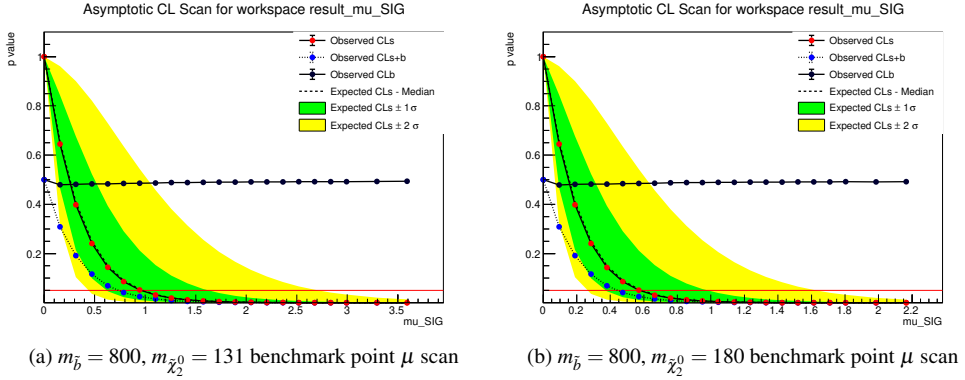 Asymptotic CL Scan for workspace result_mu_SIG
p value
1
0.8
0.6
0.4
0.2
0 0.5 1 1.5 2 2.5 3 3.5
mu_SIG
Observed CLs
Observed CLs+b
Observed CLb
Expected CLs - Median
Expected CLs ± 1σ
Expected CLs ± 2 σ
(a) m_b̃ = 800, m_χ̃⁰₂ = 131 benchmark point μ scan
Asymptotic CL Scan for workspace result_mu_SIG
p value
1
0.8
0.6
0.4
0.2
0 0.2 0.4 0.6 0.8 1 1.2 1.4 1.6 1.8 2 2.2
mu_SIG
Observed CLs
Observed CLs+b
Observed CLb
Expected CLs - Median
Expected CLs ± 1σ
Expected CLs ± 2 σ
(b) m_b̃ = 800, m_χ̃⁰₂ = 180 benchmark point μ scan